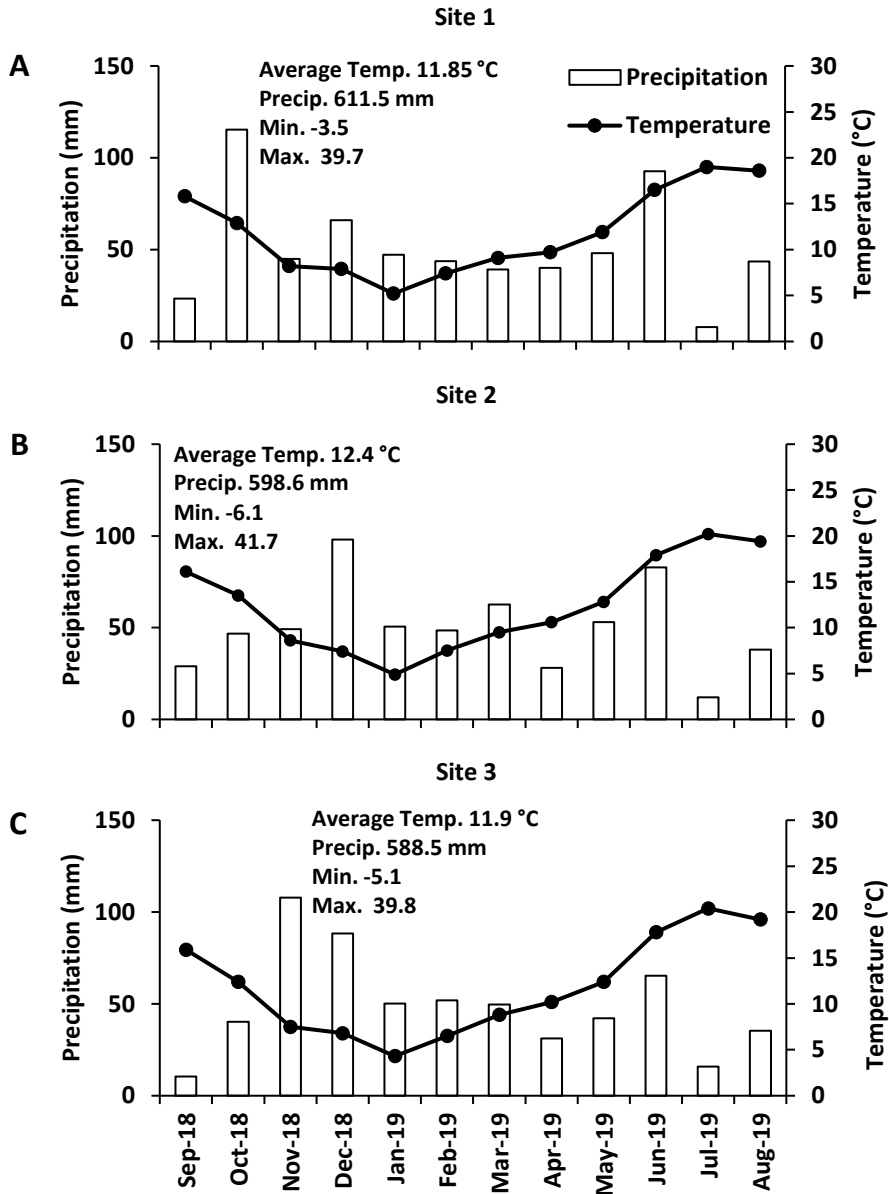 Site 1
A
Average Temp. 11.85 °C
Precip. 611.5 mm
Min. -3.5
Max. 39.7
Precipitation
Temperature
Precipitation (mm)
150
100
50
0
30
25
20
15
10
5
0
Temperature (°C)
Site 2
B
Average Temp. 12.4 °C
Precip. 598.6 mm
Min. -6.1
Max. 41.7
Precipitation (mm)
150
100
50
0
30
25
20
15
10
5
0
Temperature (°C)
Site 3
C
Average Temp. 11.9 °C
Precip. 588.5 mm
Min. -5.1
Max. 39.8
Precipitation (mm)
150
100
50
0
30
25
20
15
10
5
0
Temperature (°C)
Sep-18
Oct-18
Nov-18
Dec-18
Jan-19
Feb-19
Mar-19
Apr-19
May-19
Jun-19
Jul-19
Aug-19